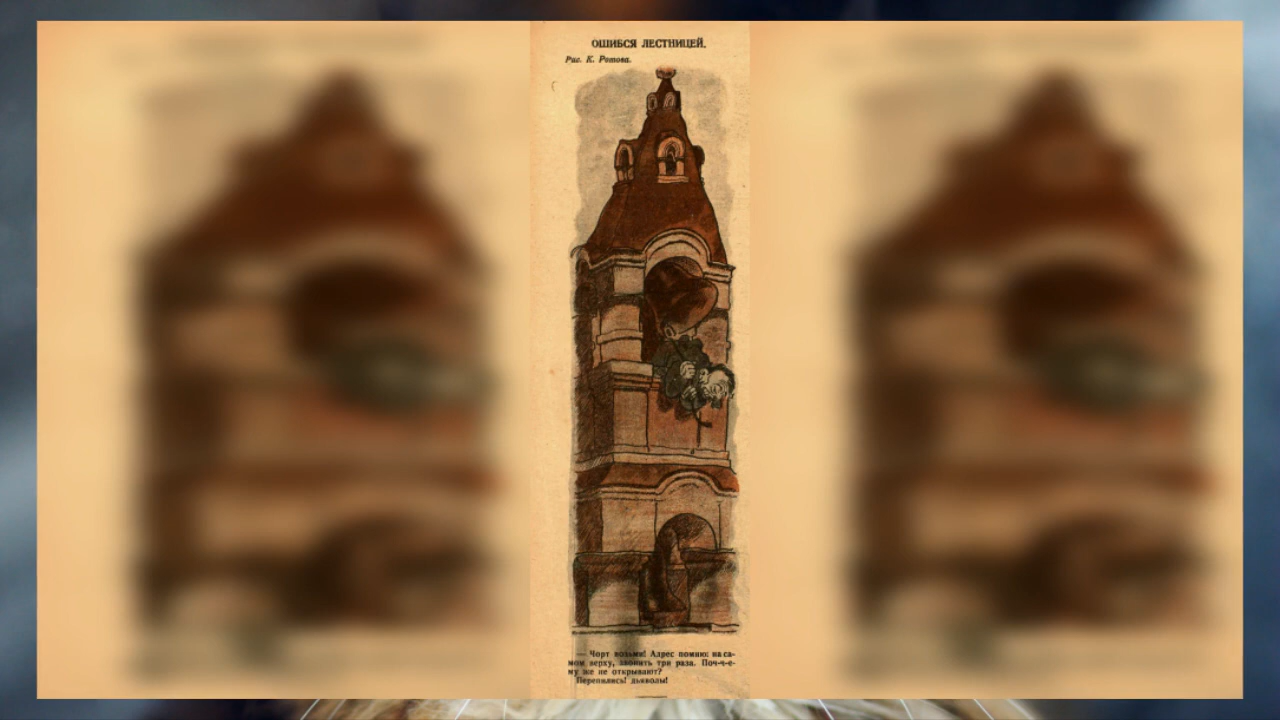 ОШИБСЯ ЛЕСТНИЦЕЙ.
Рис. К. Ротова.
— Чорт возьми! Адрес помню: на са-
мом верху, звонить три раза. Поч-ч-е-
му же не открывают?
Перепились! дьяволы!